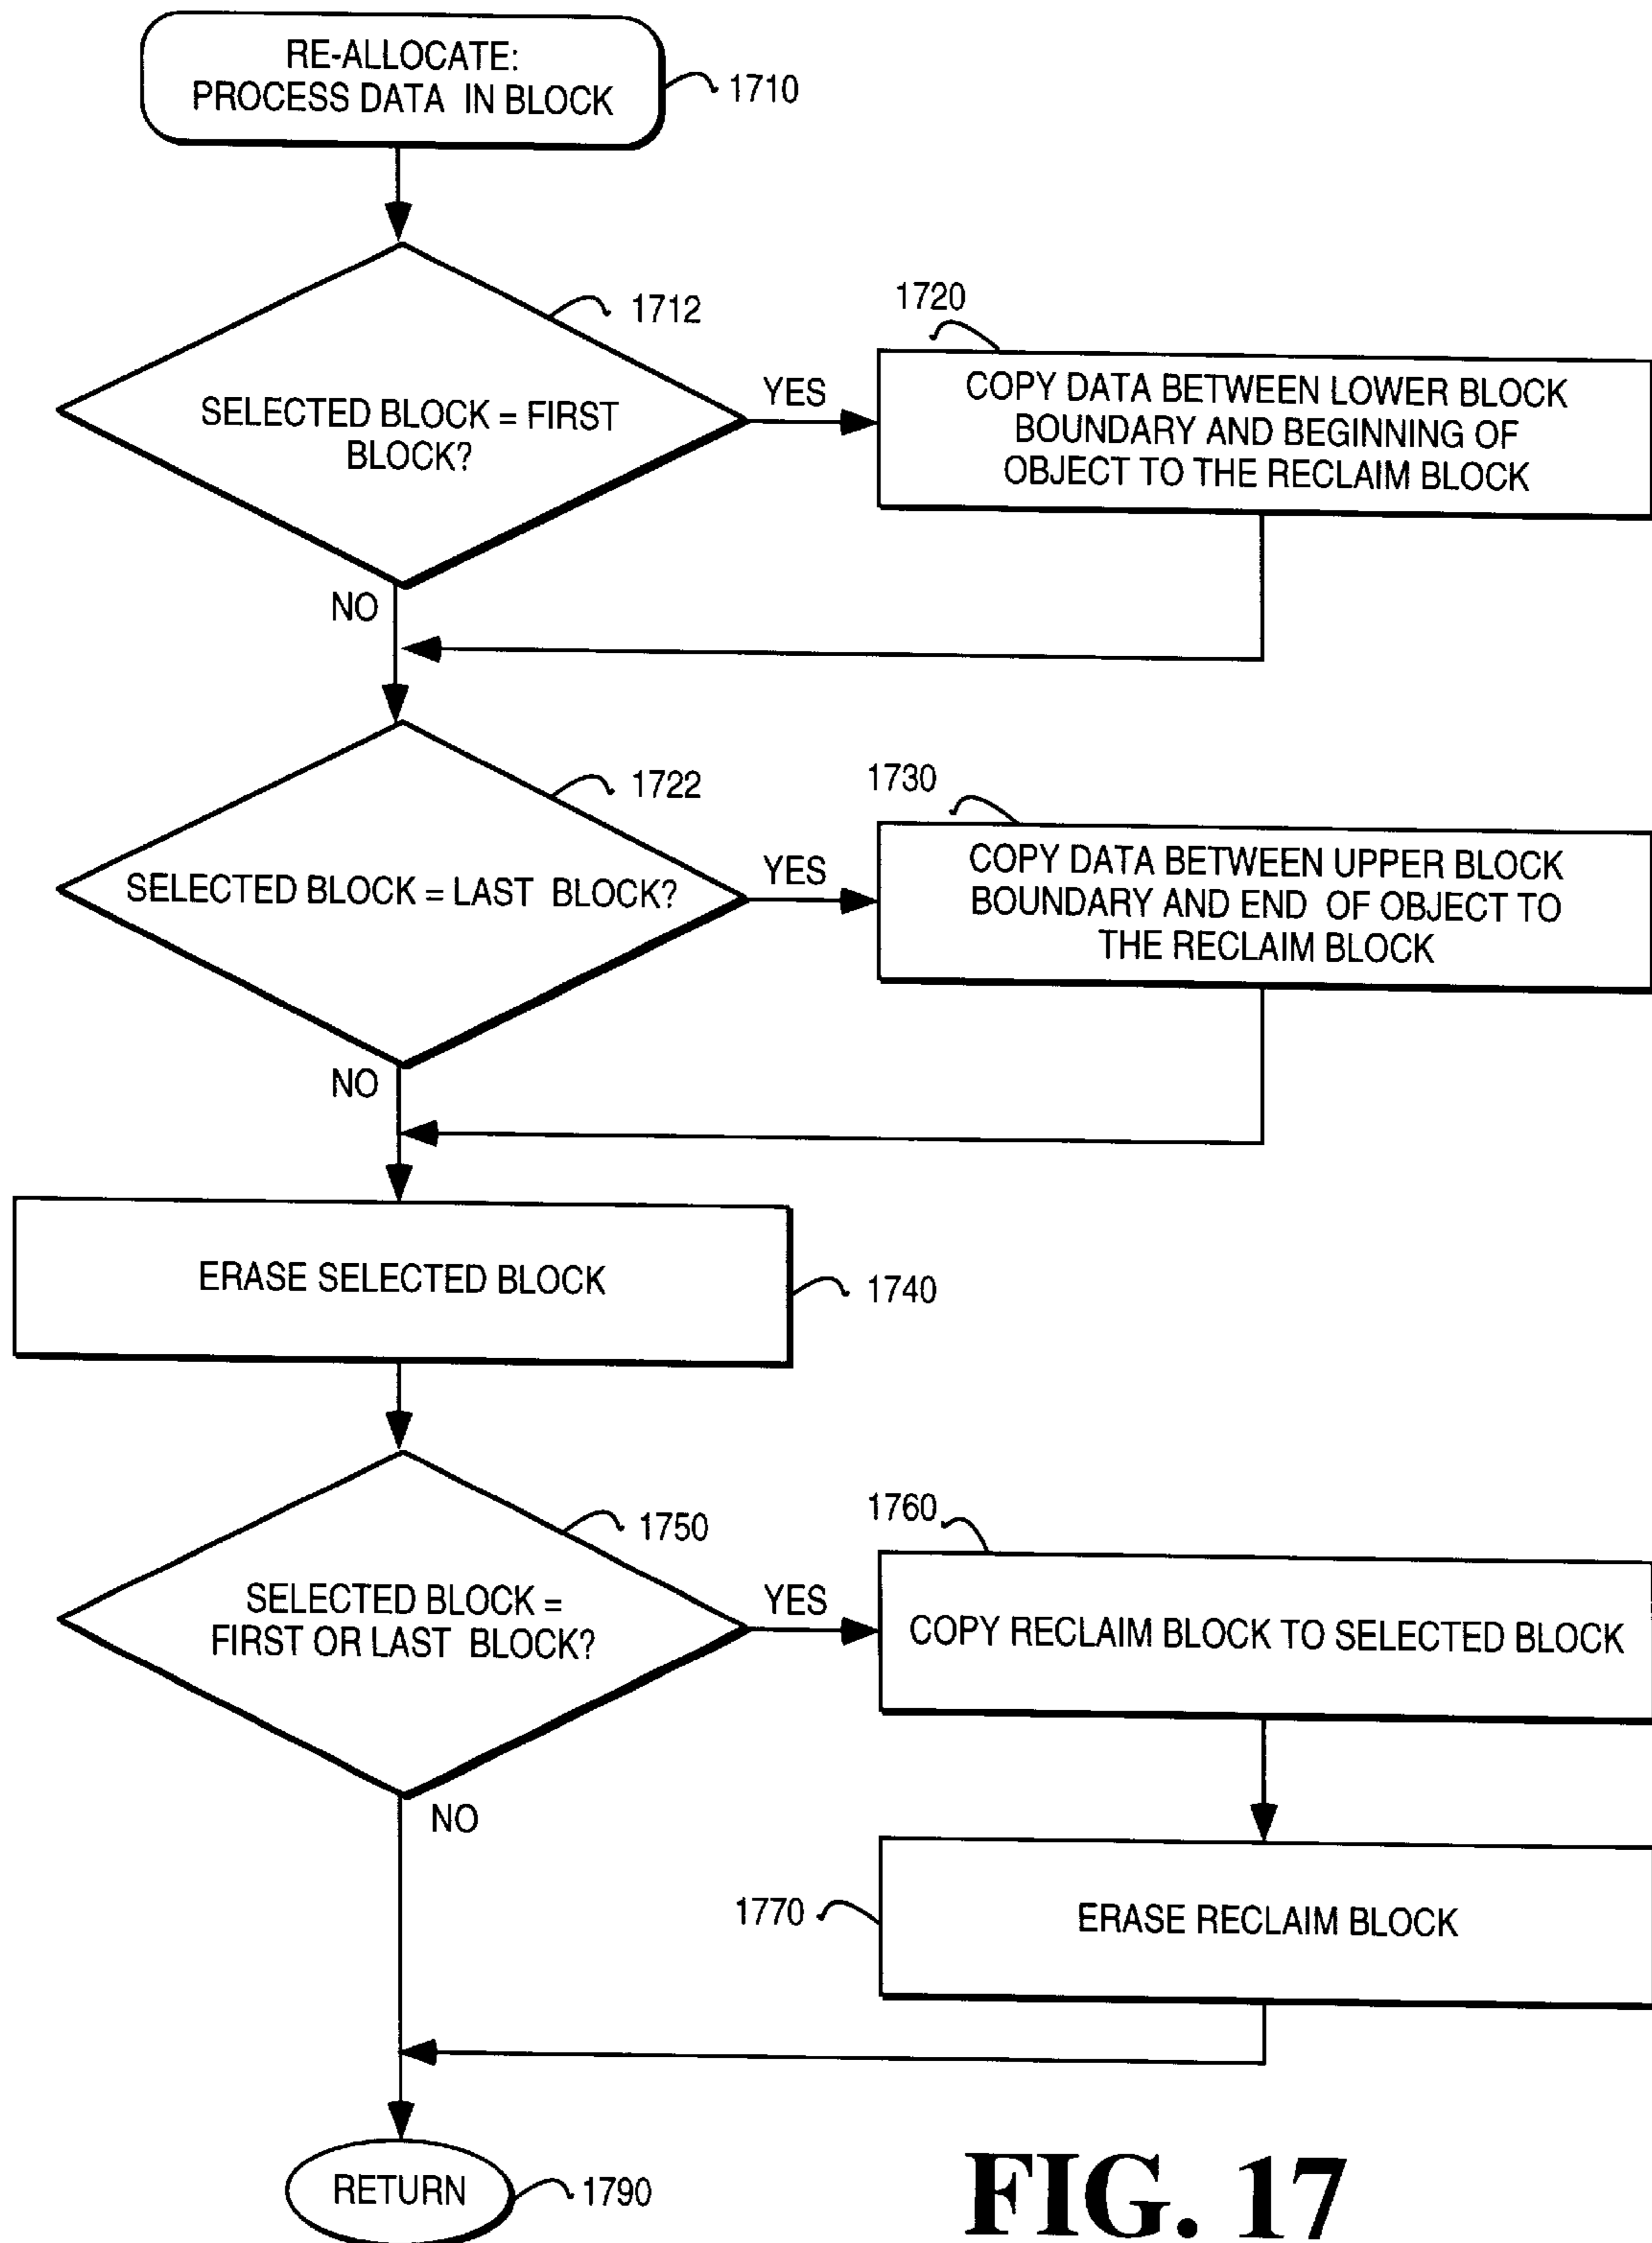 RE-ALLOCATE:
PROCESS DATA IN BLOCK
1710
1712
SELECTED BLOCK = FIRST
BLOCK?
YES
1720
COPY DATA BETWEEN LOWER BLOCK
BOUNDARY AND BEGINNING OF
OBJECT TO THE RECLAIM BLOCK
NO
1722
SELECTED BLOCK = LAST BLOCK?
YES
1730
COPY DATA BETWEEN UPPER BLOCK
BOUNDARY AND END OF OBJECT TO
THE RECLAIM BLOCK
NO
ERASE SELECTED BLOCK
1740
1750
SELECTED BLOCK =
FIRST OR LAST BLOCK?
YES
1760
COPY RECLAIM BLOCK TO SELECTED BLOCK
NO
1770
ERASE RECLAIM BLOCK
RETURN
1790
FIG. 17